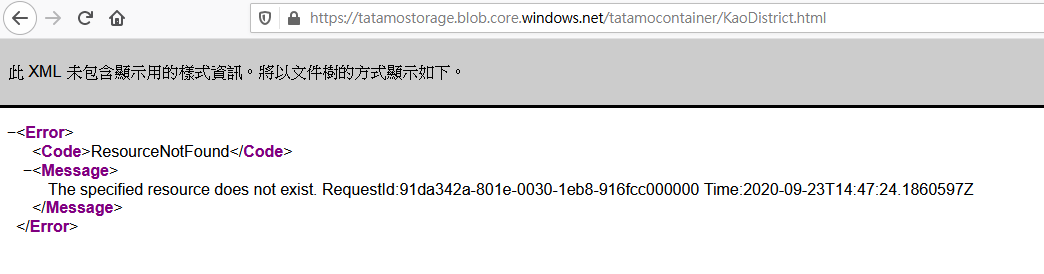 https://tatamostorage.blob.core.windows.net/tatamocontainer/KaoDistrict.html
此 XML 未包含顯示用的樣式資訊。將以文件樹的方式顯示如下。
−<Error>
<Code>ResourceNotFound</Code>
−<Message>
The specified resource does not exist. RequestId:91da342a-801e-0030-1eb8-916fcc000000 Time:2020-09-23T14:47:24.1860597Z
</Message>
</Error>